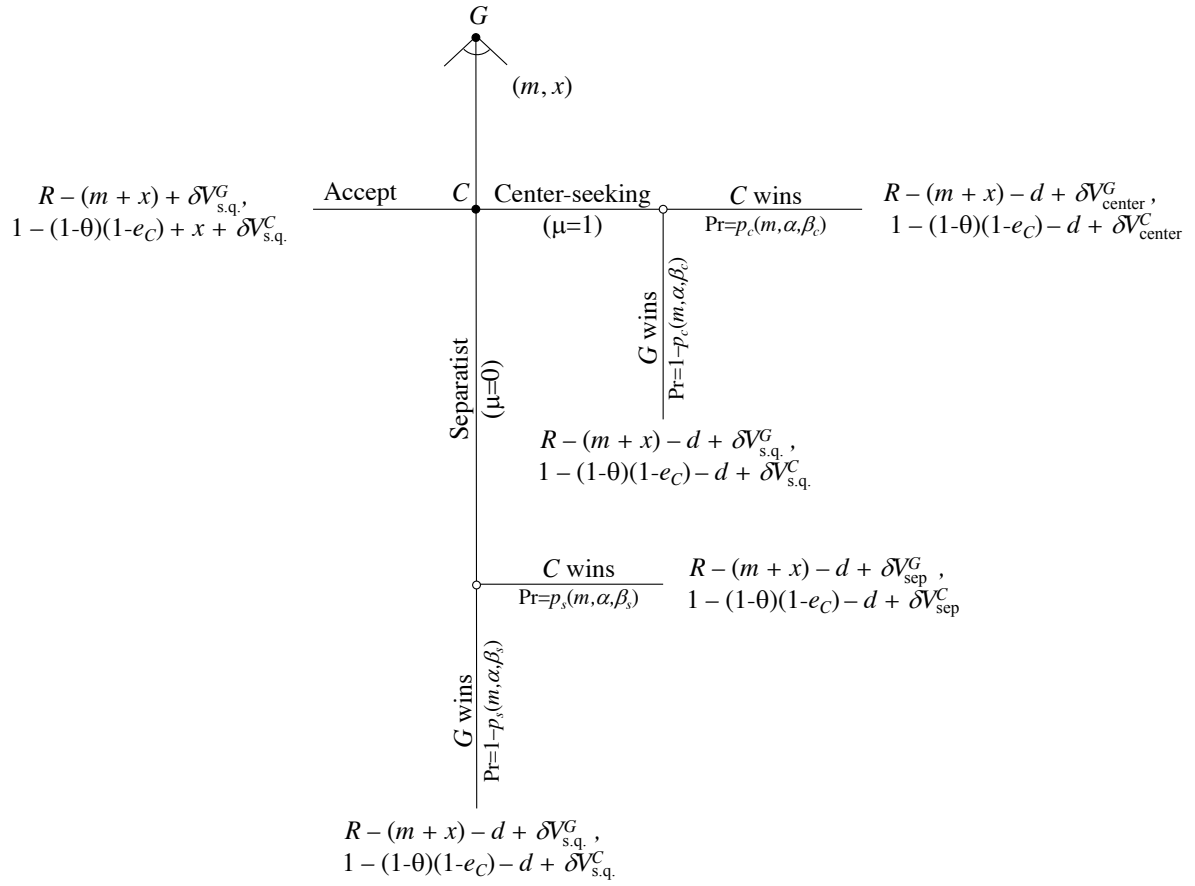 G
(m, x)
Accept
C
Center-seeking
(μ=1)
C wins
Pr=p_c(m,α,β_c)
R – (m + x) + δV^G_s.q. ,
1 – (1-θ)(1-e_C) + x + δV^C_s.q.
R – (m + x) – d + δV^G_center ,
1 – (1-θ)(1-e_C) – d + δV^C_center
G wins
Pr=1–p_c(m,α,β_c)
Separatist
(μ=0)
R – (m + x) – d + δV^G_s.q. ,
1 – (1-θ)(1-e_C) – d + δV^C_s.q.
C wins
Pr=p_s(m,α,β_s)
R – (m + x) – d + δV^G_sep ,
1 – (1-θ)(1-e_C) – d + δV^C_sep
G wins
Pr=1–p_s(m,α,β_s)
R – (m + x) – d + δV^G_s.q. ,
1 – (1-θ)(1-e_C) – d + δV^C_s.q.